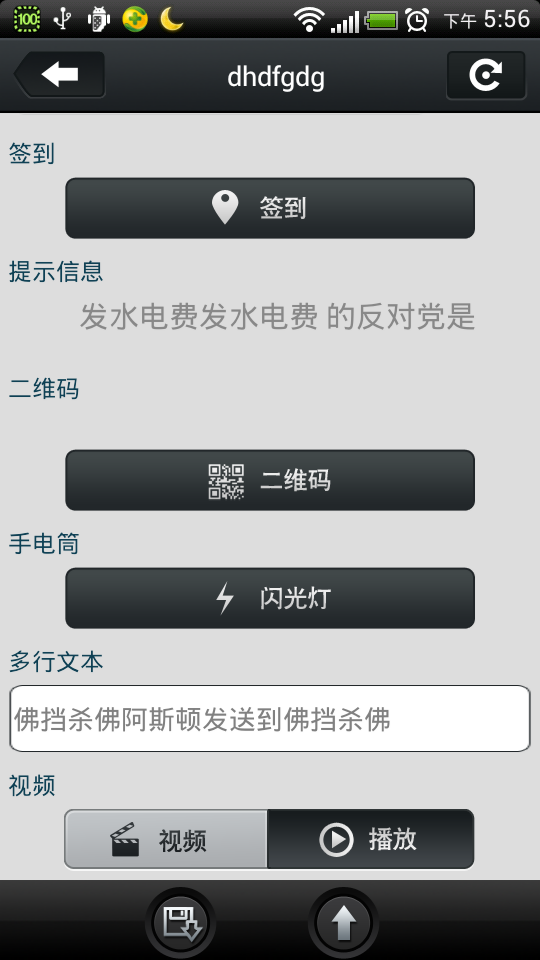 100
下午 5:56
dhdfgdg
签到
签到
提示信息
发水电费发水电费 的反对党是
二维码
二维码
手电筒
闪光灯
多行文本
佛挡杀佛阿斯顿发送到佛挡杀佛
视频
视频 播放